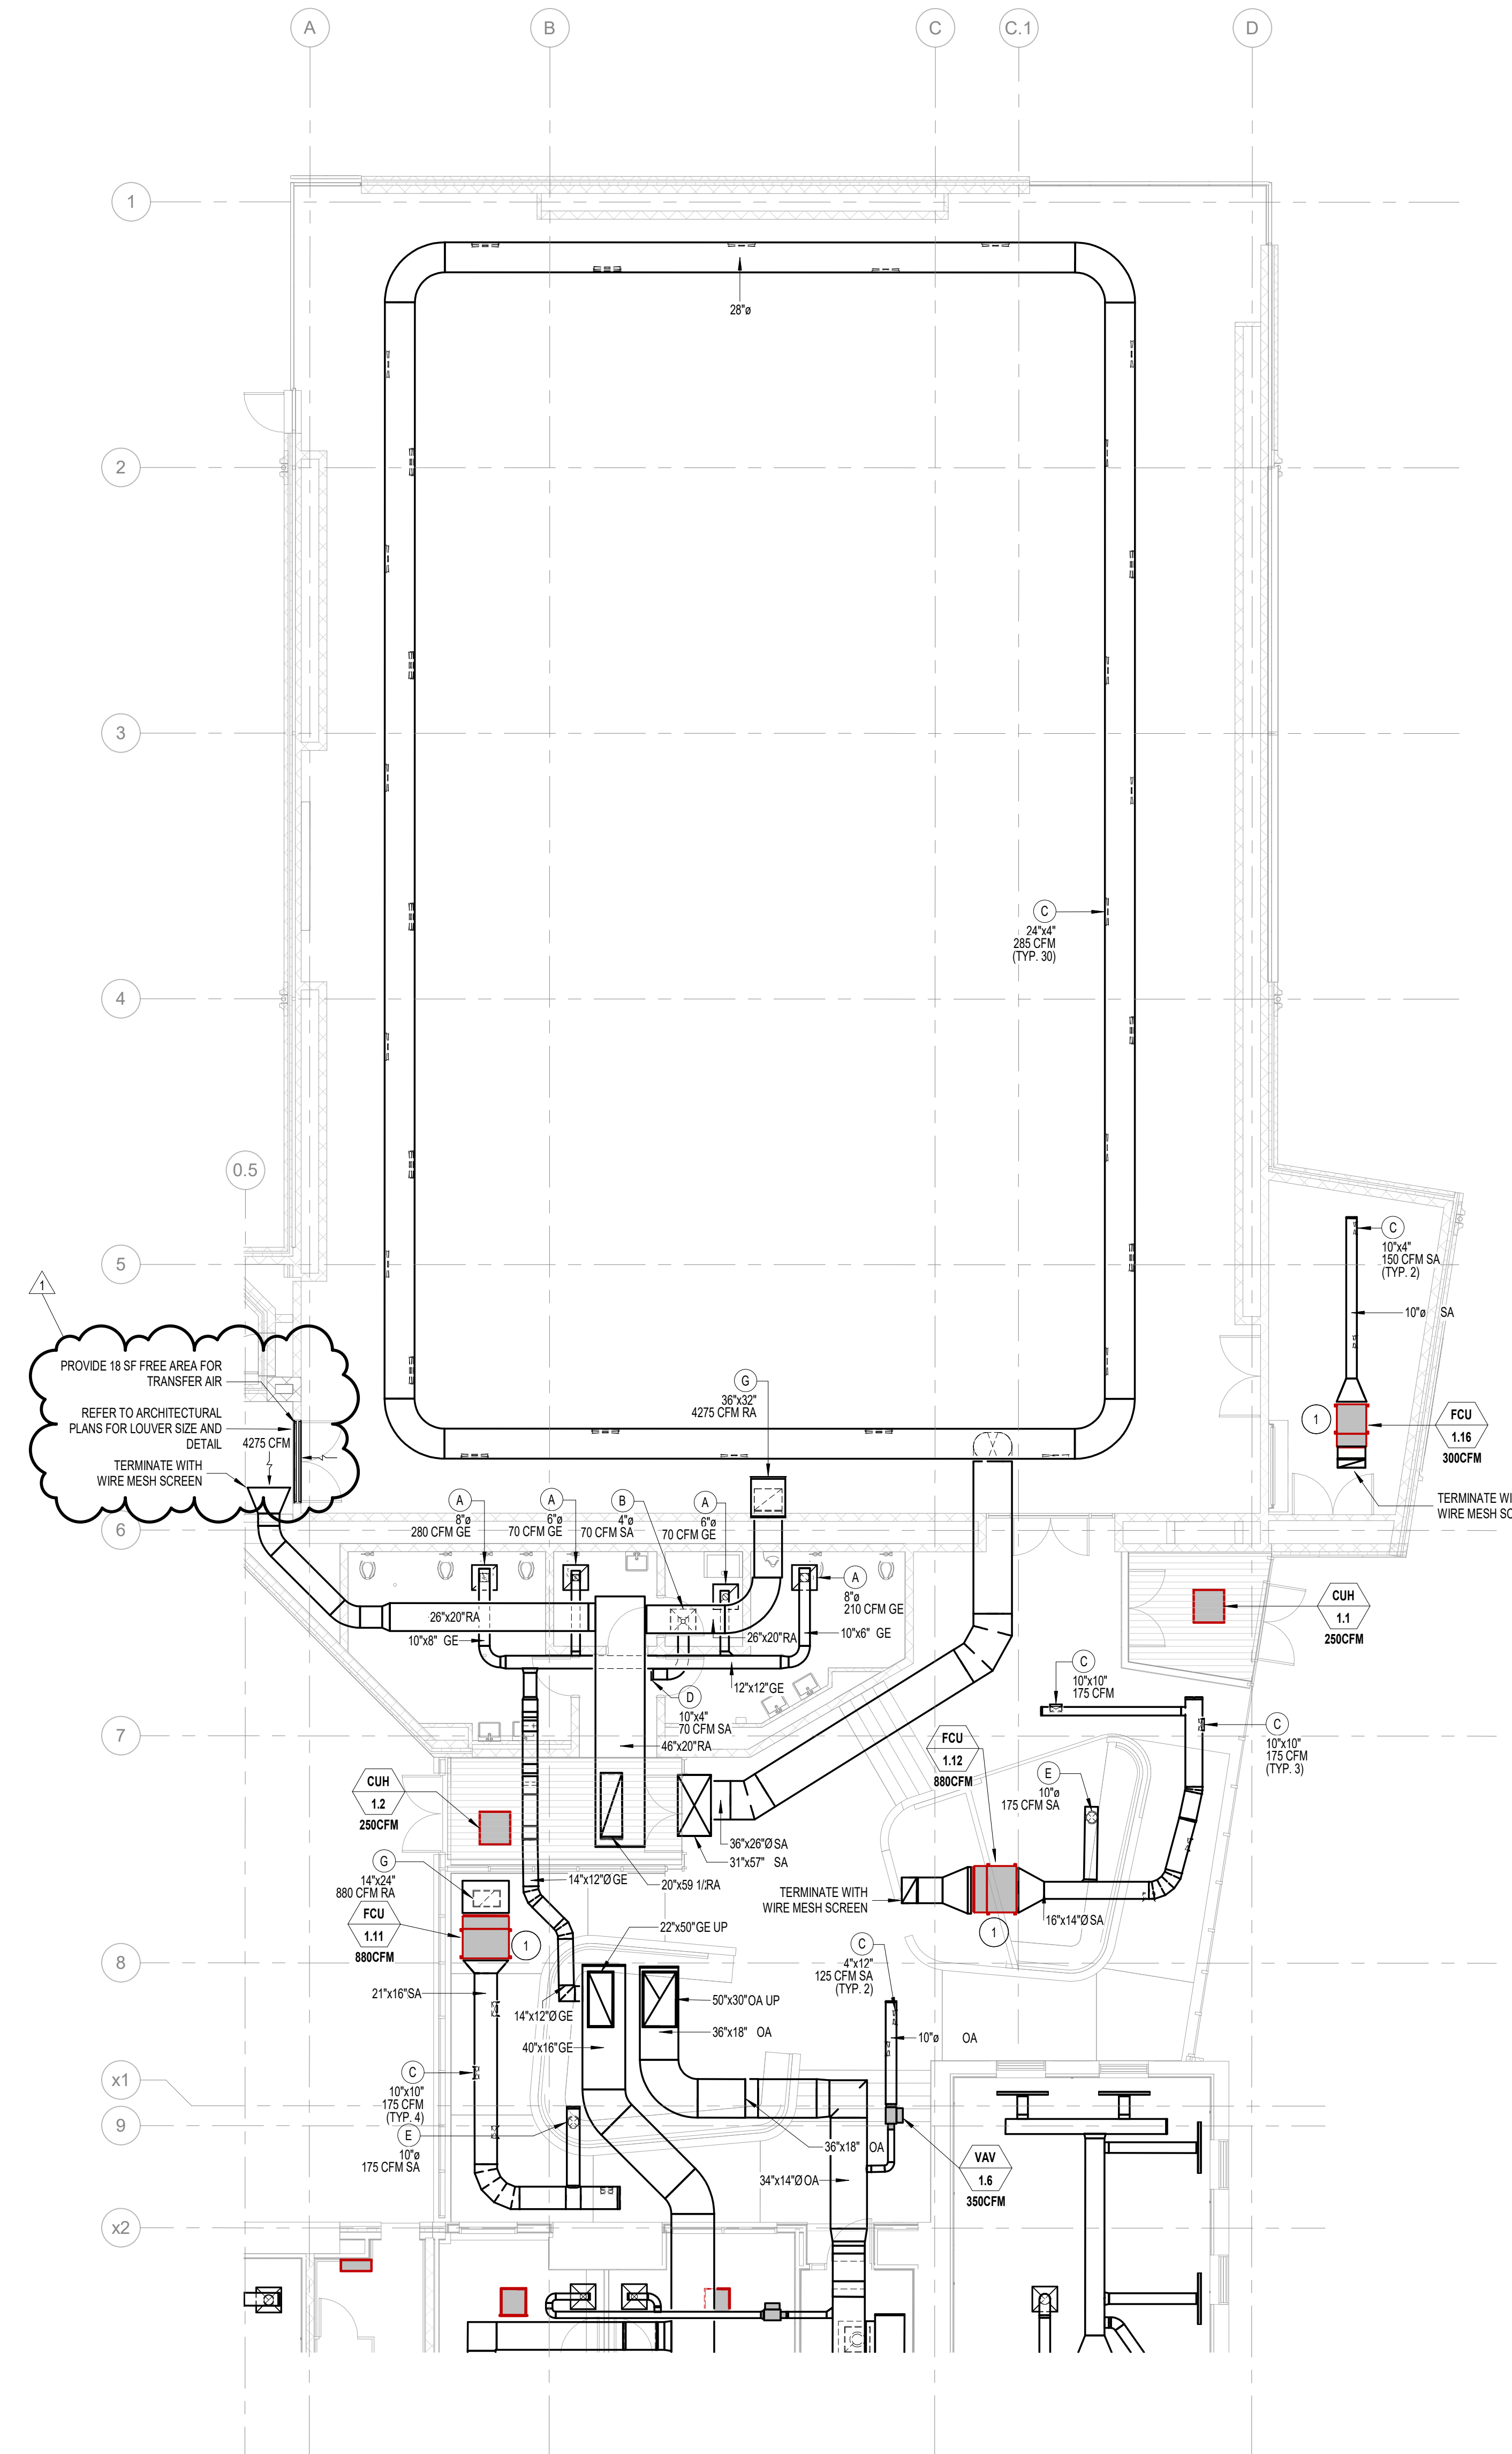 A
B
C
C.1
D
1
28"ø
2
3
C
24"x4"
285 CFM
(TYP. 30)
4
0.5
C
10"x4"
150 CFM SA
(TYP. 2)
5
1
10"ø SA
PROVIDE 18 SF FREE AREA FOR
TRANSFER AIR
REFER TO ARCHITECTURAL
PLANS FOR LOUVER SIZE AND
DETAIL
4275 CFM
TERMINATE WITH
WIRE MESH SCREEN
G
36"x32"
4275 CFM RA
1
FCU
1.16
300CFM
TERMINATE WI
WIRE MESH SC
6
A
8"ø
280 CFM GE
A
6"ø
70 CFM GE
B
4"ø
70 CFM SA
A
6"ø
70 CFM GE
A
8"ø
210 CFM GE
CUH
1.1
250CFM
26"x20"RA
10"x8" GE
26"x20"RA
10"x6" GE
12"x12"GE
D
10"x4"
70 CFM SA
46"x20"RA
C
10"x10"
175 CFM
7
C
10"x10"
175 CFM
(TYP. 3)
FCU
1.12
880CFM
E
10"ø
175 CFM SA
CUH
1.2
250CFM
36"x26"Ø SA
31"x57" SA
G
14"x24"
880 CFM RA
14"x12"Ø GE
20"x59 1/2RA
TERMINATE WITH
WIRE MESH SCREEN
16"x14"Ø SA
1
FCU
1.11
880CFM
1
22"x50"GE UP
8
C
4"x12"
125 CFM SA
(TYP. 2)
21"x16"SA
50"x30"OA UP
14"x12"Ø GE
36"x18" OA
10"ø OA
40"x16"GE
x1
C
10"x10"
175 CFM
(TYP. 4)
9
E
10"ø
175 CFM SA
36"x18" OA
34"x14"Ø OA
VAV
1.6
350CFM
x2